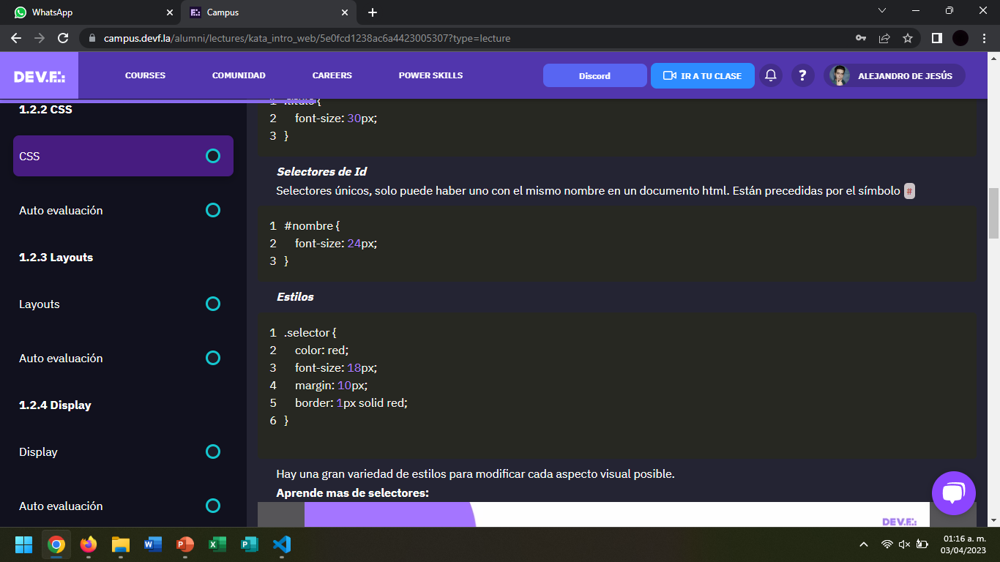 WhatsApp
Campus
campus.devf.la/alumni/lectures/kata_intro_web/5e0fcd1238ac6a4423005307?type=lecture
DEV.F.:
COURSES
COMUNIDAD
CAREERS
POWER SKILLS
Discord
IR A TU CLASE
?
ALEJANDRO DE JESÚS
1.2.2 CSS
CSS
Auto evaluación
1.2.3 Layouts
Layouts
Auto evaluación
1.2.4 Display
Display
Auto evaluación
1 .titulo {
2 font-size: 30px;
3 }
Selectores de Id
Selectores únicos, solo puede haber uno con el mismo nombre en un documento html. Están precedidas por el símbolo #
1 #nombre {
2 font-size: 24px;
3 }
Estilos
1 .selector {
2 color: red;
3 font-size: 18px;
4 margin: 10px;
5 border: 1px solid red;
6 }
Hay una gran variedad de estilos para modificar cada aspecto visual posible.
Aprende mas de selectores:
DEV.F.:
01:16 a. m.
03/04/2023